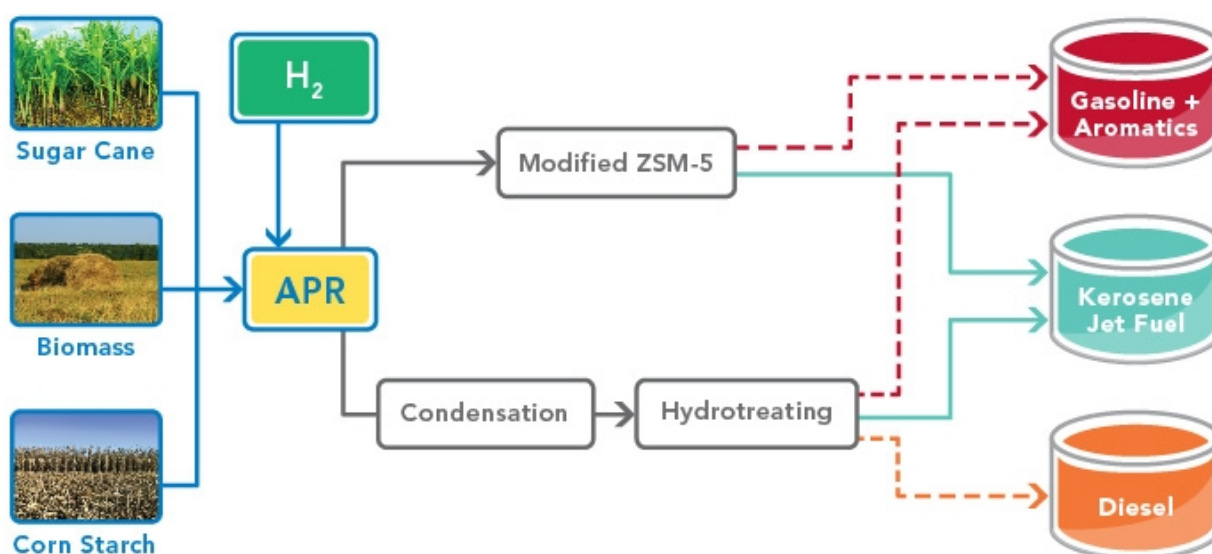 Sugar Cane
Biomass
Corn Starch
H₂
APR
Modified ZSM-5
Condensation
Hydrotreating
Gasoline +
Aromatics
Kerosene
Jet Fuel
Diesel